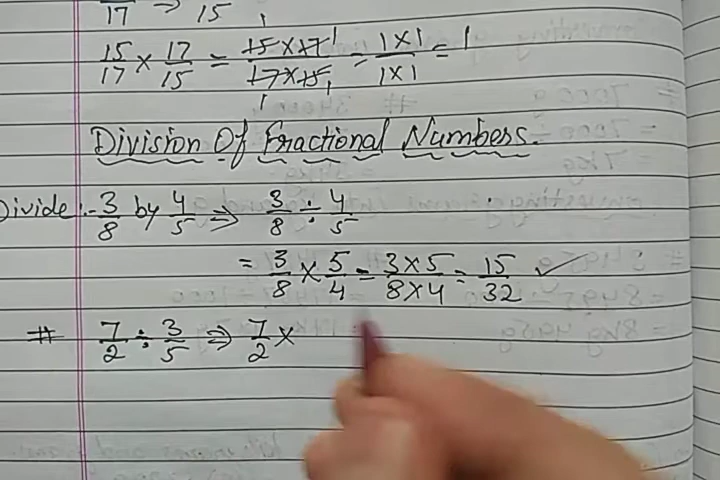 17 ⇒ 15
15/17 × 17/15 = 15×17/17×15 = 1×1/1×1 = 1
Division Of Fractional Numbers.
Divide:- 3/8 by 4/5 ⇒ 3/8 ÷ 4/5
= 3/8 × 5/4 = 3×5/8×4 = 15/32 ✓
# 7/2 ÷ 3/5 ⇒ 7/2 ×